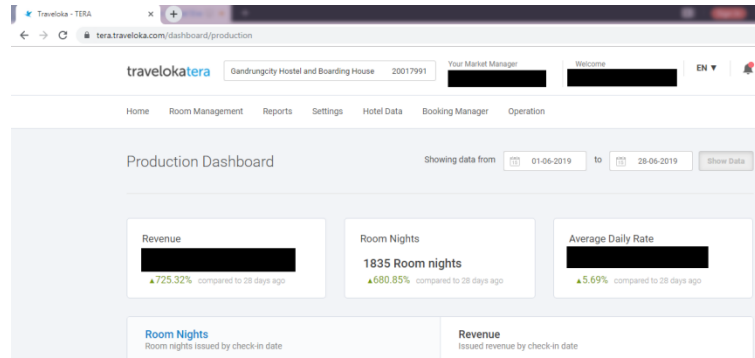 Traveloka - TERA
tera.traveloka.com/dashboard/production
travelokatera
Gandrungcity Hostel and Boarding House 20017991
Your Market Manager
Welcome
EN
Home Room Management Reports Settings Hotel Data Booking Manager Operation
Production Dashboard
Showing data from 01-06-2019 to 28-06-2019 Show Data
Revenue
▲725.32% compared to 28 days ago
Room Nights
1835 Room nights
▲680.85% compared to 28 days ago
Average Daily Rate
▲5.69% compared to 28 days ago
Room Nights
Room nights issued by check-in date
Revenue
Issued revenue by check-in date